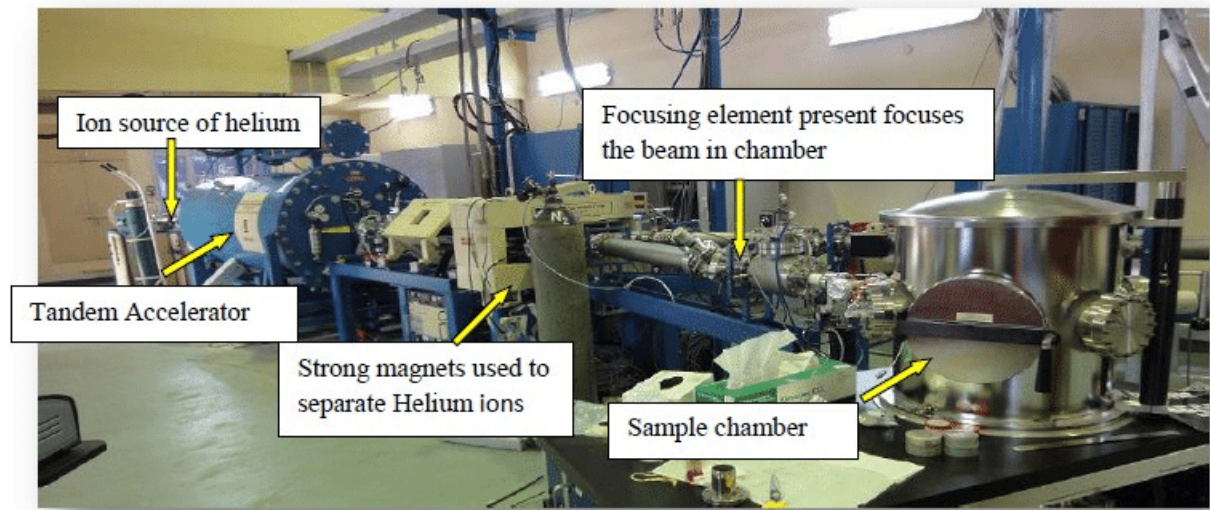 Ion source of helium
Focusing element present focuses
the beam in chamber
Tandem Accelerator
Strong magnets used to
separate Helium ions
Sample chamber
N₂